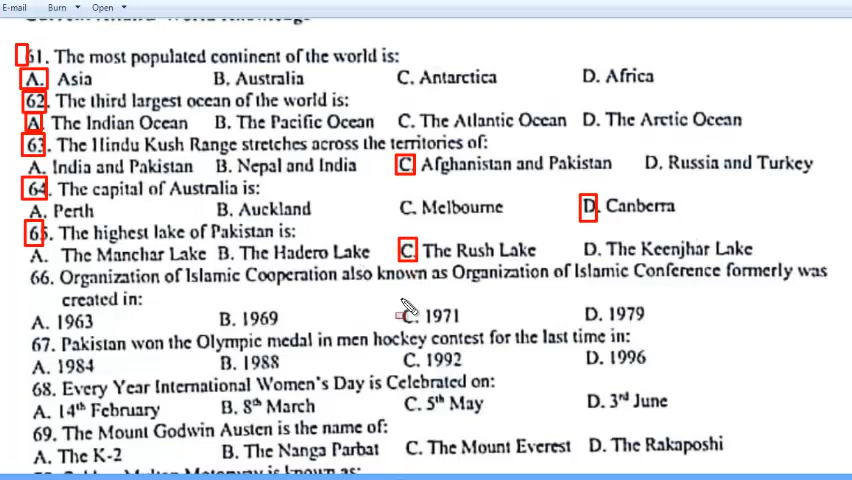 E-mail Burn Open
Current Affairs World Knowledge
61. The most populated continent of the world is:
A. Asia B. Australia C. Antarctica D. Africa
62. The third largest ocean of the world is:
A. The Indian Ocean B. The Pacific Ocean C. The Atlantic Ocean D. The Arctic Ocean
63. The Hindu Kush Range stretches across the territories of:
A. India and Pakistan B. Nepal and India C. Afghanistan and Pakistan D. Russia and Turkey
64. The capital of Australia is:
A. Perth B. Auckland C. Melbourne D. Canberra
65. The highest lake of Pakistan is:
A. The Manchar Lake B. The Hadero Lake C. The Rush Lake D. The Keenjhar Lake
66. Organization of Islamic Cooperation also known as Organization of Islamic Conference formerly was
created in:
A. 1963 B. 1969 C. 1971 D. 1979
67. Pakistan won the Olympic medal in men hockey contest for the last time in:
A. 1984 B. 1988 C. 1992 D. 1996
68. Every Year International Women's Day is Celebrated on:
A. 14th February B. 8th March C. 5th May D. 3rd June
69. The Mount Godwin Austen is the name of:
A. The K-2 B. The Nanga Parbat C. The Mount Everest D. The Rakaposhi
Motorway is known as: